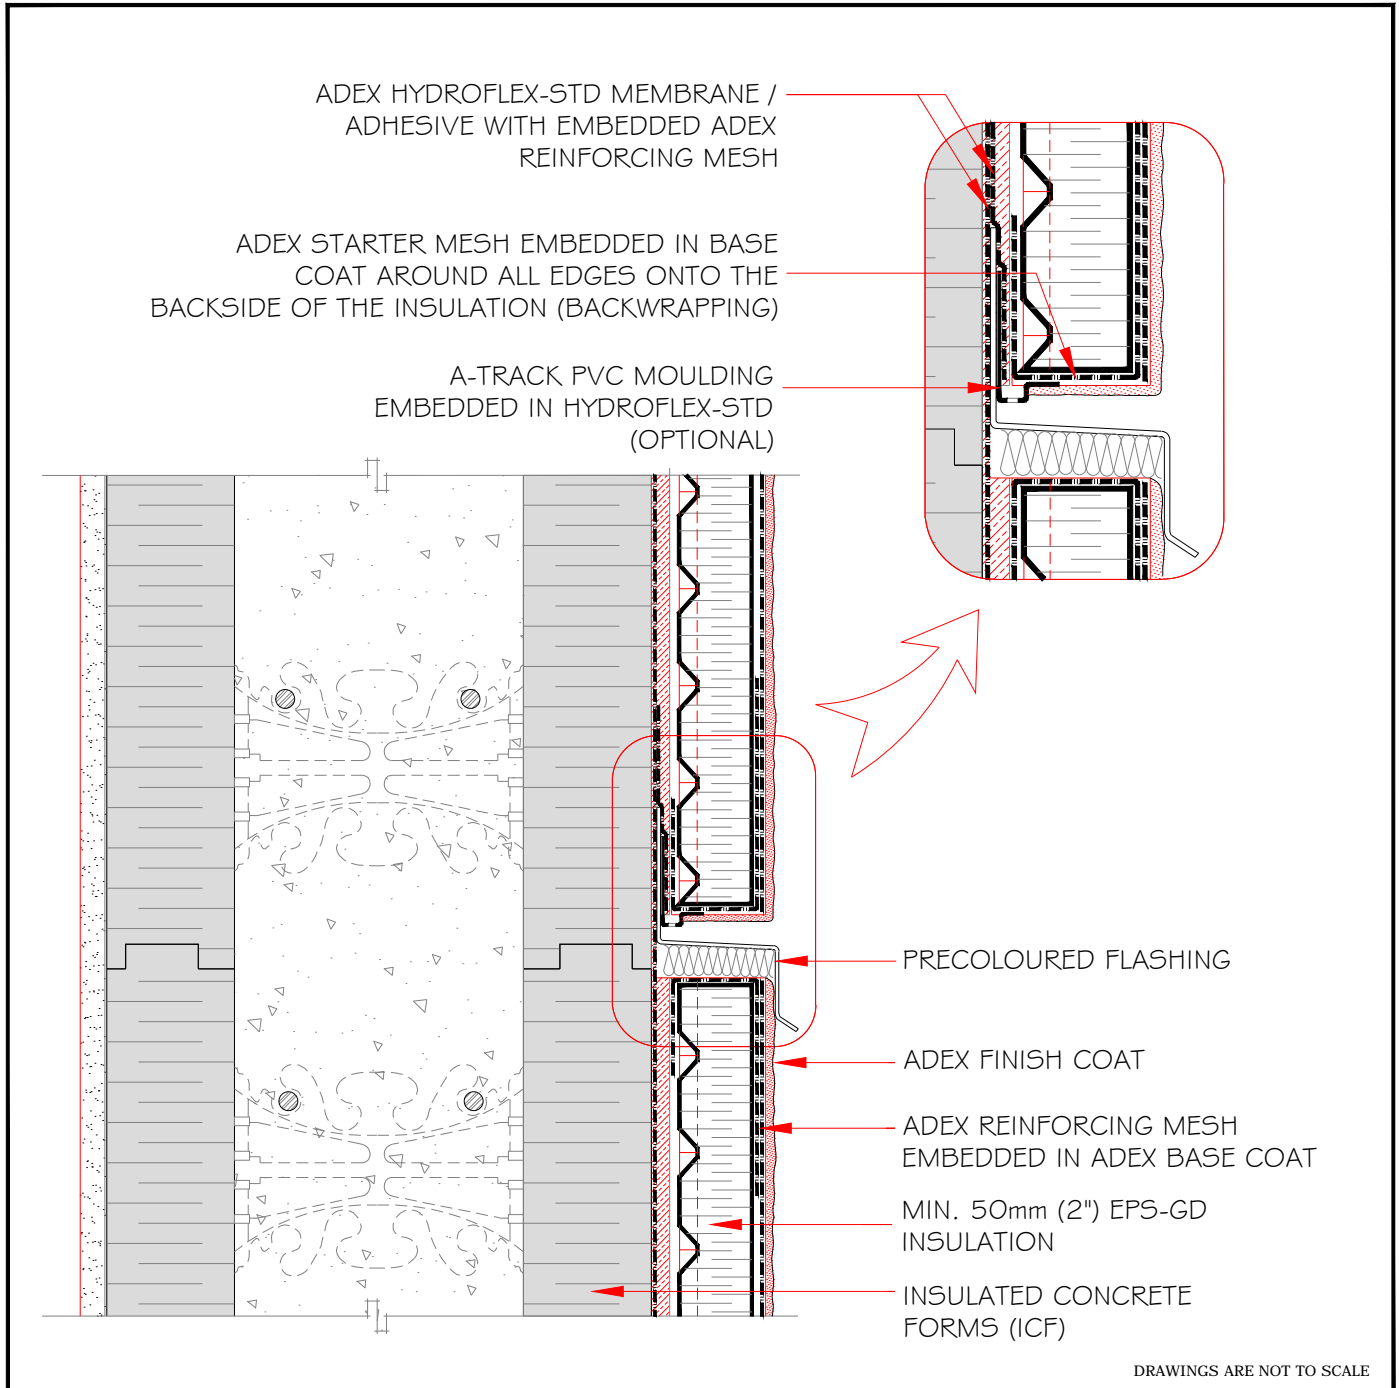 ADEX HYDROFLEX-STD MEMBRANE /
ADHESIVE WITH EMBEDDED ADEX
REINFORCING MESH
ADEX STARTER MESH EMBEDDED IN BASE
COAT AROUND ALL EDGES ONTO THE
BACKSIDE OF THE INSULATION (BACKWRAPPING)
A-TRACK PVC MOULDING
EMBEDDED IN HYDROFLEX-STD
(OPTIONAL)
PRECOLOURED FLASHING
ADEX FINISH COAT
ADEX REINFORCING MESH
EMBEDDED IN ADEX BASE COAT
MIN. 50mm (2") EPS-GD
INSULATION
INSULATED CONCRETE
FORMS (ICF)
DRAWINGS ARE NOT TO SCALE